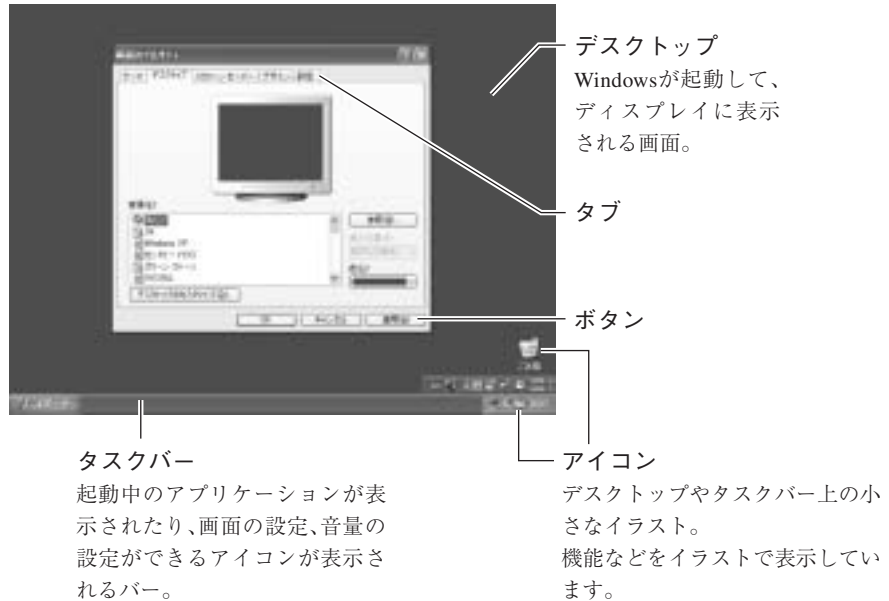 デスクトップ
Windowsが起動して、
ディスプレイに表示
される画面。
タブ
ボタン
タスクバー
起動中のアプリケーションが表
示されたり、画面の設定、音量の
設定ができるアイコンが表示さ
れるバー。
アイコン
デスクトップやタスクバー上の小
さなイラスト。
機能などをイラストで表示してい
ます。